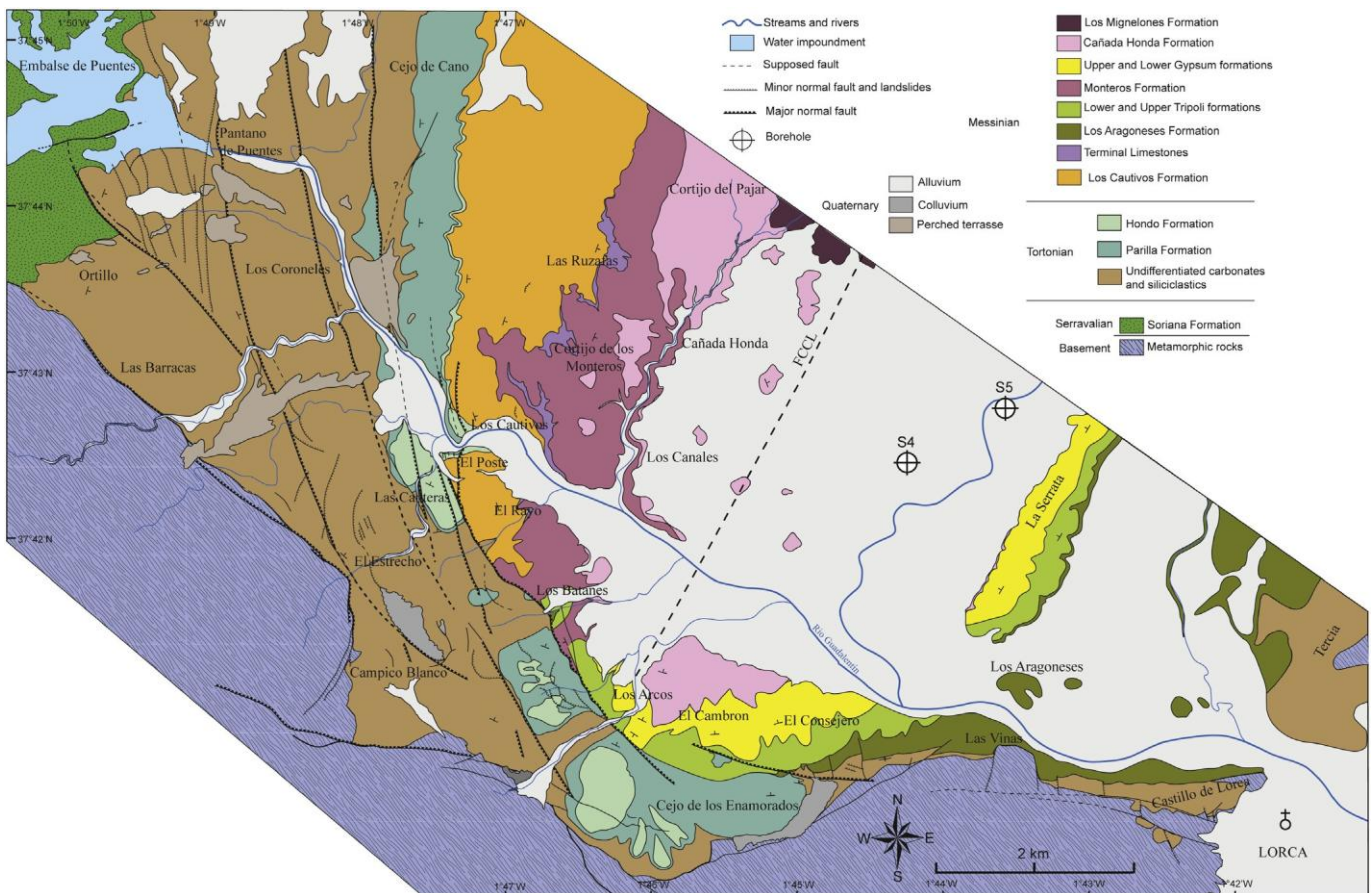 1°50'W
1°49'W
1°48'W
1°47'W
37°45'N
37°44'N
37°43'N
37°42'N
Embalse de Puentes
Pantano
de Puentes
Cejo de Cano
Ortillo
Los Coroneles
Las Barracas
Las Ruzafas
Cortijo del Pajar
Cortijo de los
Monteros
Cañada Honda
Los Cautivos
El Poste
Los Canales
Las Canteras
El Rayo
El Estrecho
Los Batanes
Campico Blanco
Los Arcos
El Cambron
El Consejero
Cejo de los Enamorados
FCCL
S5
S4
La Serrata
Rio Guadalentín
Los Aragoneses
Tercia
Las Vinas
Castillo de Lorca
LORCA
?
N
W E
S
2 km
1°47'W
1°46'W
1°45'W
1°44'W
1°43'W
1°42'W
Streams and rivers
Water impoundment
Supposed fault
Minor normal fault and landslides
Major normal fault
Borehole
Quaternary
Alluvium
Colluvium
Perched terrasse
Messinian
Los Mignelones Formation
Cañada Honda Formation
Upper and Lower Gypsum formations
Monteros Formation
Lower and Upper Tripoli formations
Los Aragoneses Formation
Terminal Limestones
Los Cautivos Formation
Tortonian
Hondo Formation
Parilla Formation
Undifferentiated carbonates
and siliciclastics
Serravalian
Soriana Formation
Basement
Metamorphic rocks